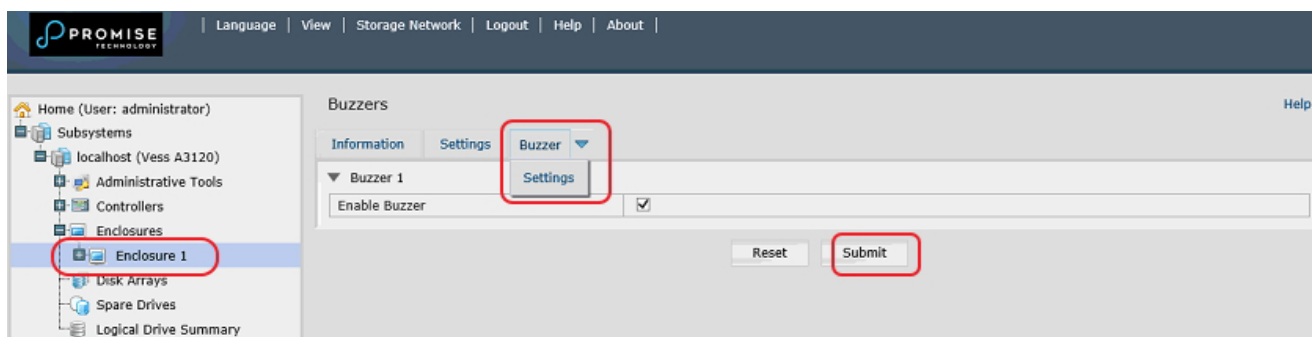 PROMISE
TECHNOLOGY
| Language | View | Storage Network | Logout | Help | About |
Home (User: administrator)
Subsystems
localhost (Vess A3120)
Administrative Tools
Controllers
Enclosures
Enclosure 1
Disk Arrays
Spare Drives
Logical Drive Summary
Buzzers
Help
Information Settings Buzzer
Settings
Buzzer 1
Enable Buzzer
Reset Submit